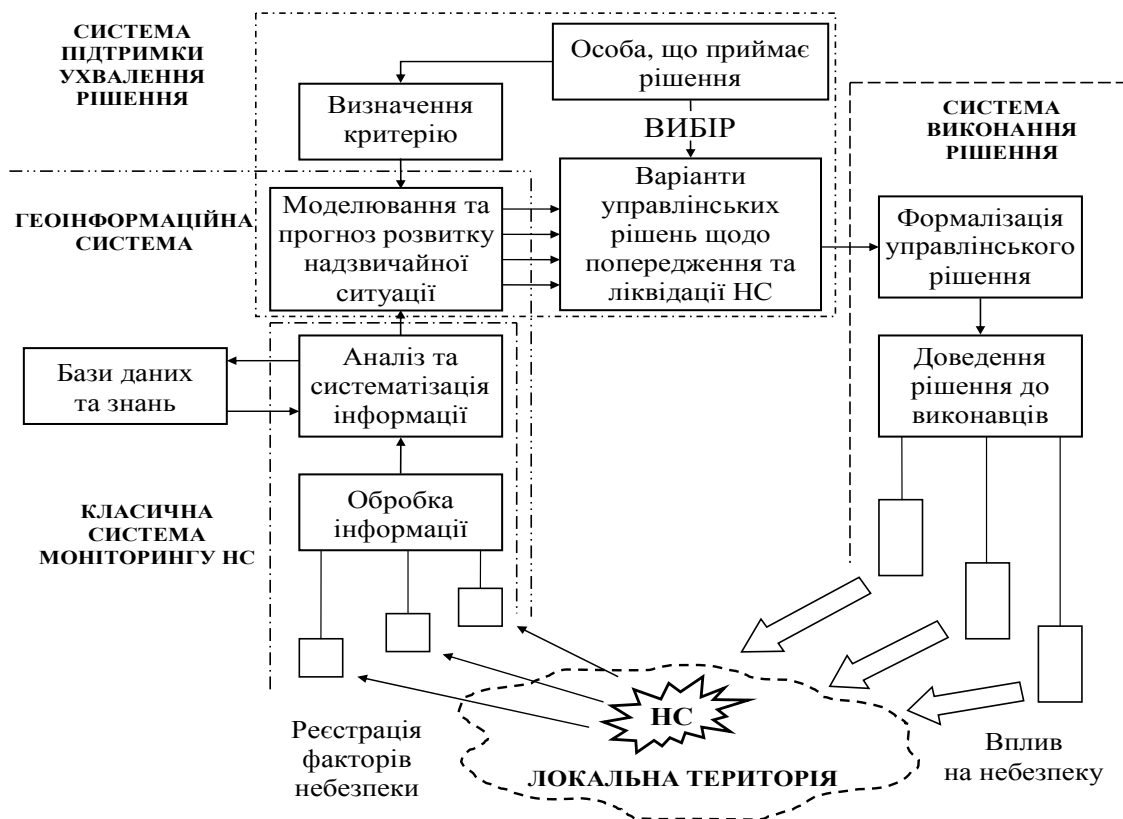 СИСТЕМА
ПІДТРИМКИ
УХВАЛЕННЯ
РІШЕННЯ
Особа, що приймає
рішення
Визначення
критерію
ВИБІР
СИСТЕМА
ВИКОНАННЯ
РІШЕННЯ
ГЕОІНФОРМАЦІЙНА
СИСТЕМА
Моделювання та
прогноз розвитку
надзвичайної
ситуації
Варіанти
управлінських
рішень щодо
попередження та
ліквідації НС
Формалізація
управлінського
рішення
Бази даних
та знань
Аналіз та
систематізація
інформації
Доведення
рішення до
виконавців
КЛАСИЧНА
СИСТЕМА
МОНІТОРИНГУ НС
Обробка
інформації
НС
Реєстрація
факторів
небезпеки
ЛОКАЛЬНА ТЕРИТОРІЯ
Вплив
на небезпеку